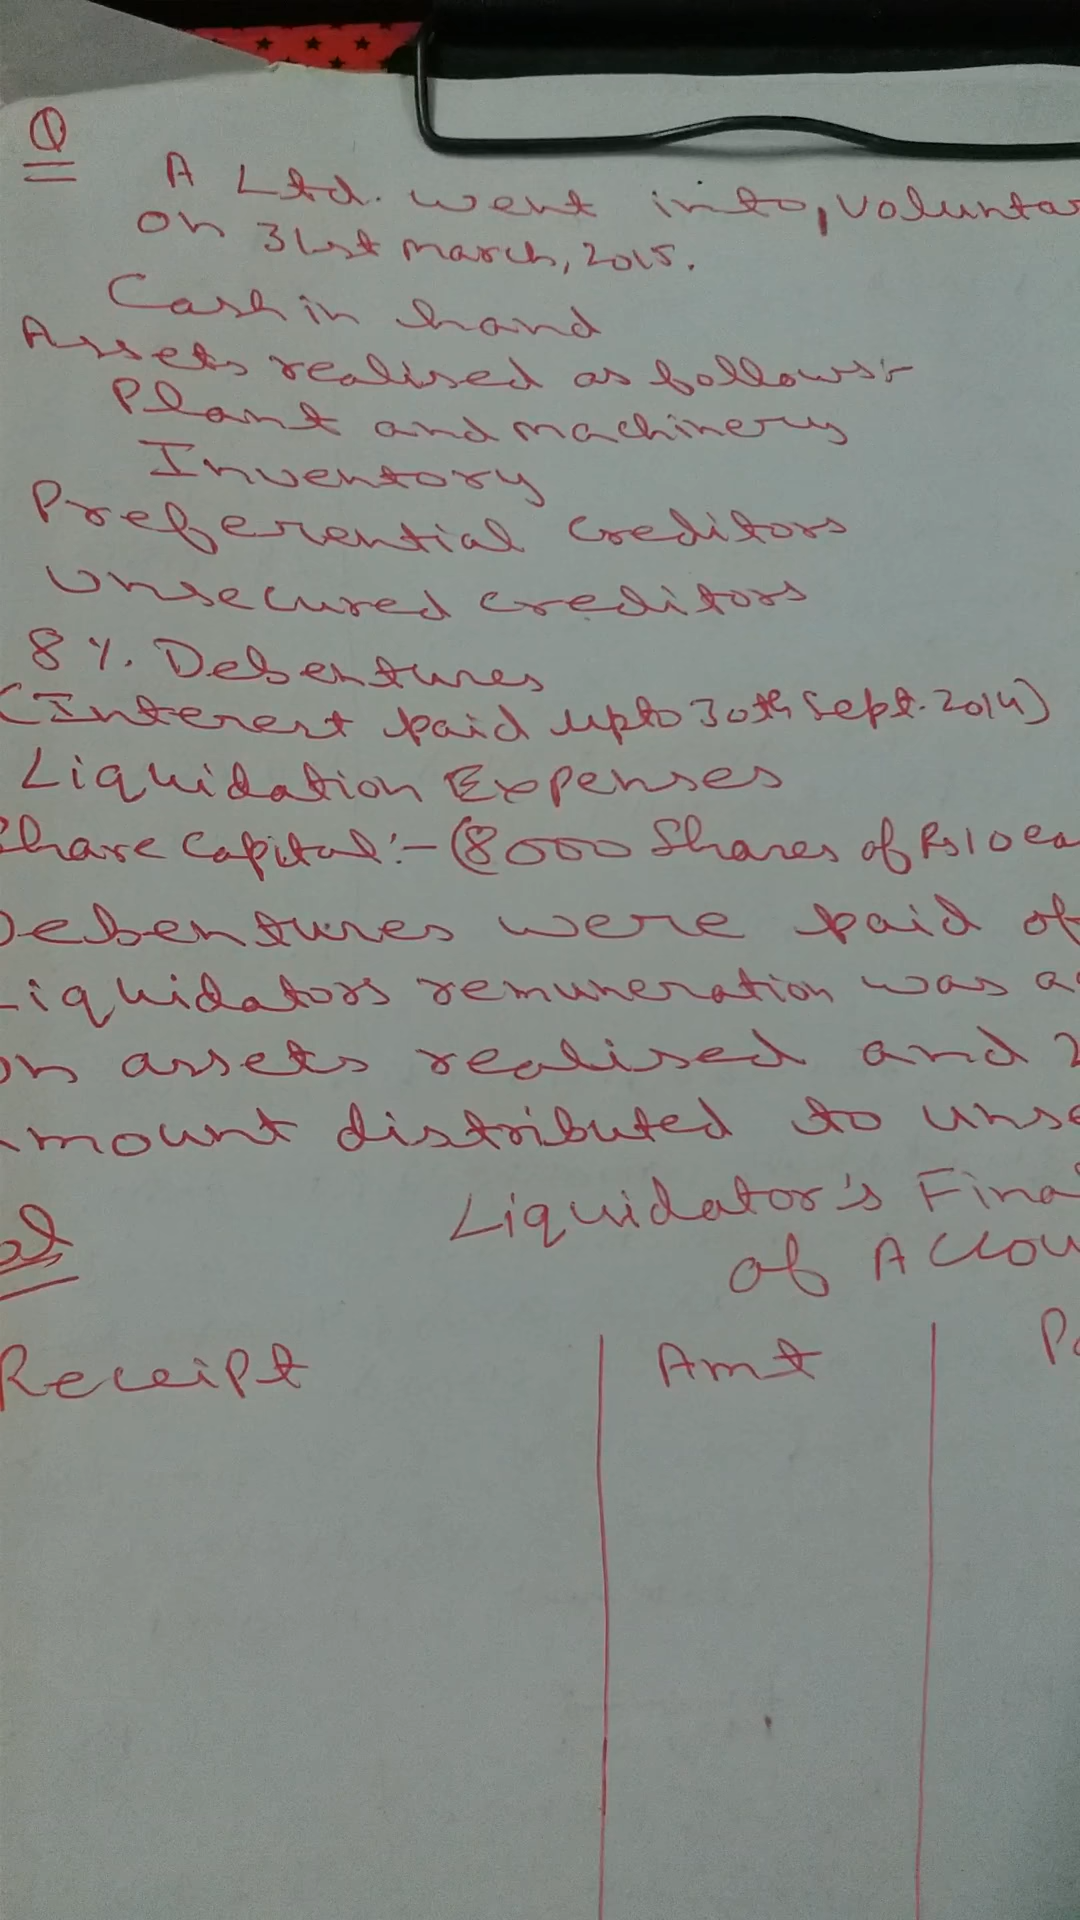 Q
A Ltd. went into, volunta
on 31st march, 2015.
Cash in hand
Assets realised as follows:-
Plant and machinery
Inventory
Preferential creditors
Unsecured creditors
8 %. Debentures
(Interest paid upto 30th Sept. 2014)
Liquidation Expenses
Share Capital:- (8000 Shares of Rs10 ea
Debentures were paid of
Liquidators remuneration was a
on assets realised and 2
Amount distributed to unse
Liquidator's Fina
of Accou
Receipt Amt Pa